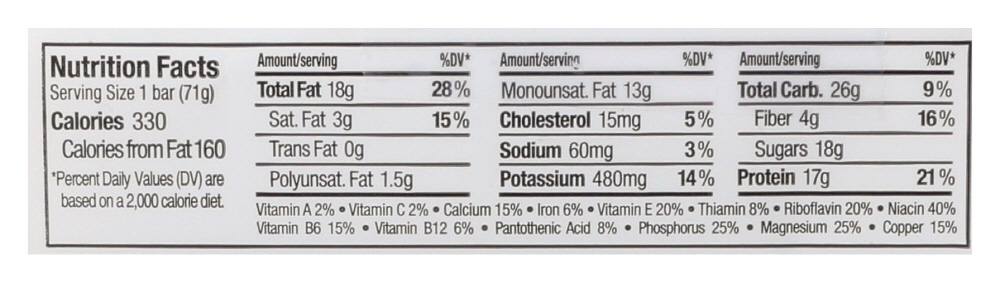 Nutrition Facts
Serving Size 1 bar (71g)
Calories 330
Calories from Fat 160
*Percent Daily Values (DV) are
based on a 2,000 calorie diet.
Amount/serving %DV*
Total Fat 18g 28%
Sat. Fat 3g 15%
Trans Fat 0g
Polyunsat. Fat 1.5g
Amount/serving %DV*
Monounsat. Fat 13g
Cholesterol 15mg 5%
Sodium 60mg 3%
Potassium 480mg 14%
Amount/serving %DV*
Total Carb. 26g 9%
Fiber 4g 16%
Sugars 18g
Protein 17g 21%
Vitamin A 2% • Vitamin C 2% • Calcium 15% • Iron 6% • Vitamin E 20% • Thiamin 8% • Riboflavin 20% • Niacin 40%
Vitamin B6 15% • Vitamin B12 6% • Pantothenic Acid 8% • Phosphorus 25% • Magnesium 25% • Copper 15%